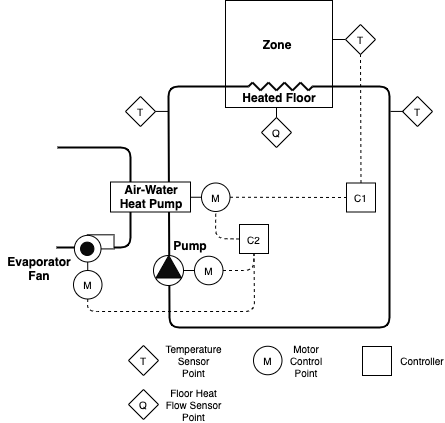 Zone
T
Heated Floor
T
T
Q
Air-Water
Heat Pump
M
C1
Pump
C2
Evaporator
Fan
M
M
T
Temperature
Sensor
Point
M
Motor
Control
Point
Controller
Q
Floor Heat
Flow Sensor
Point